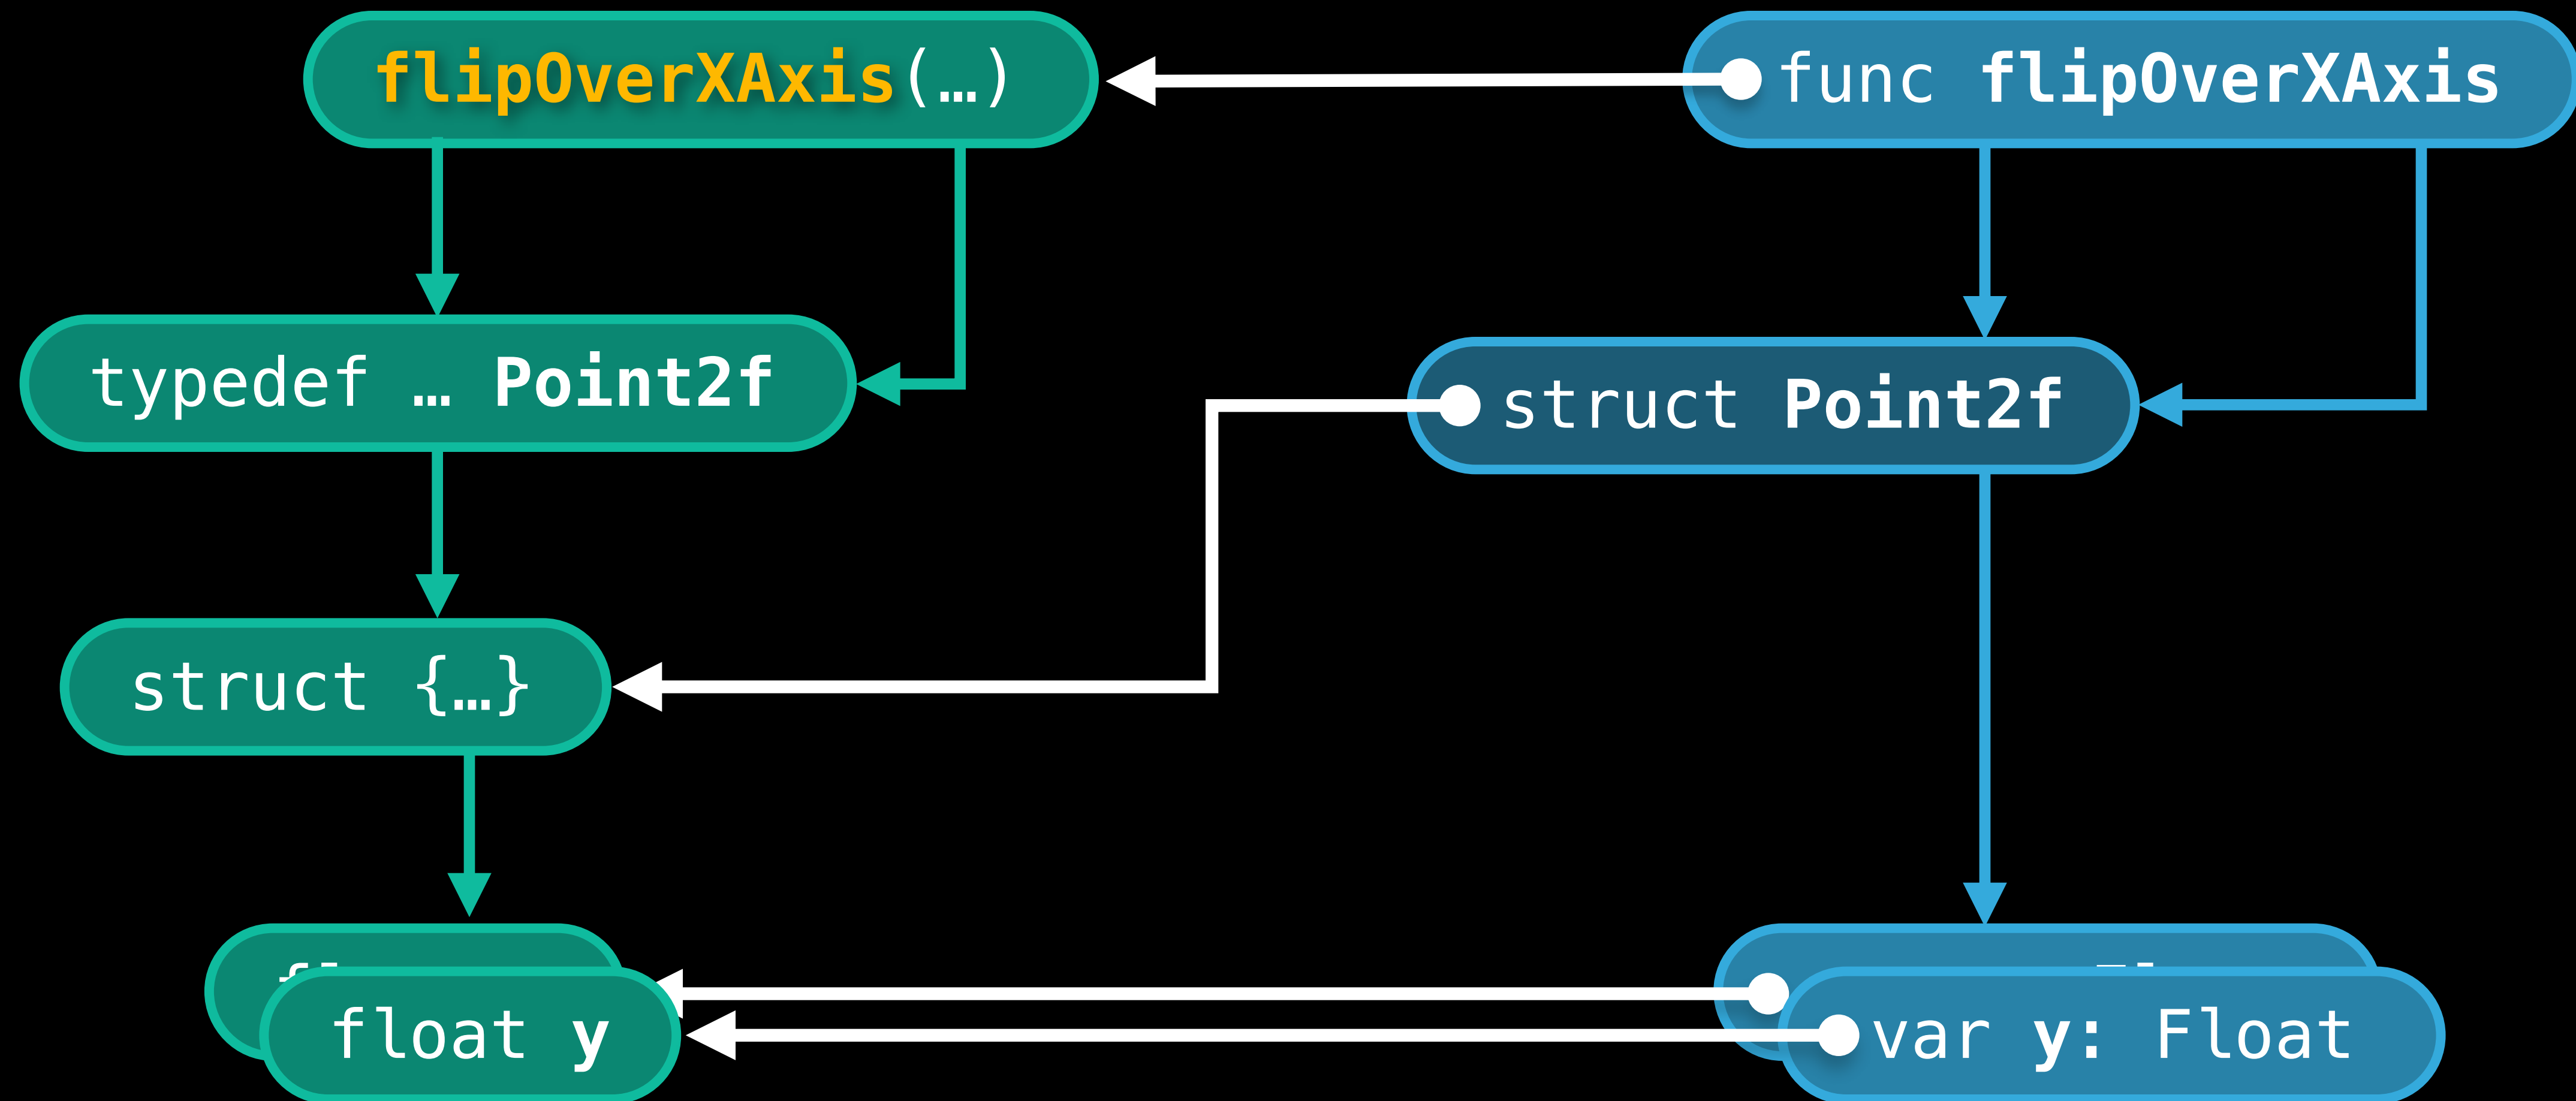 flipOverXAxis(…)
func flipOverXAxis
typedef … Point2f
struct Point2f
struct {…}
float y
var y: Float